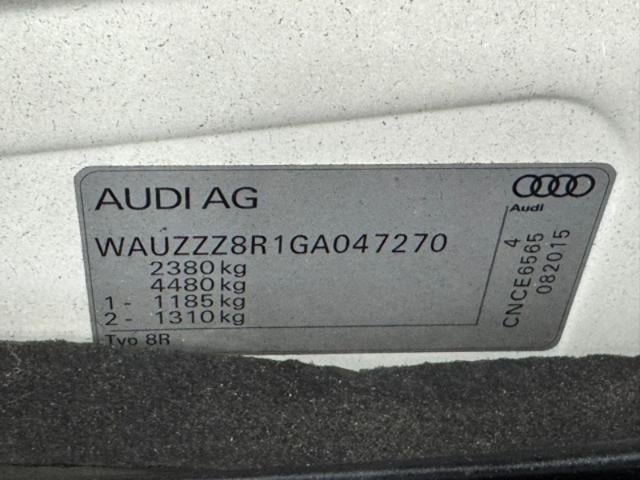 AUDI AG
Audi
WAUZZZ8R1GA047270
2380 kg
4480 kg
1 - 1185 kg
2 - 1310 kg
Typ 8R
4
CNCE6565
082015